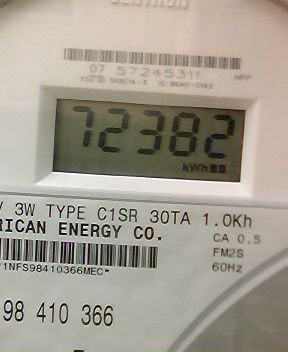 07 57245311 HPP
72382
kWh
V 3W TYPE C1SR 30TA 1.0Kh
RICAN ENERGY CO. CA 0.5
FM2S
*1NFS98410366MEC* 60Hz
98 410 366